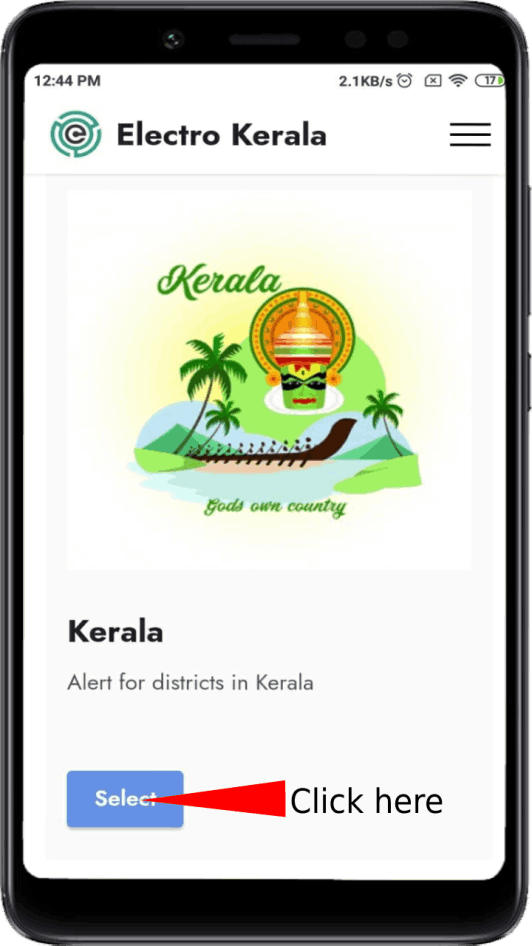 12:44 PM
2.1KB/s
17
Electro Kerala
Kerala
Gods own country
Kerala
Alert for districts in Kerala
Select
Click here